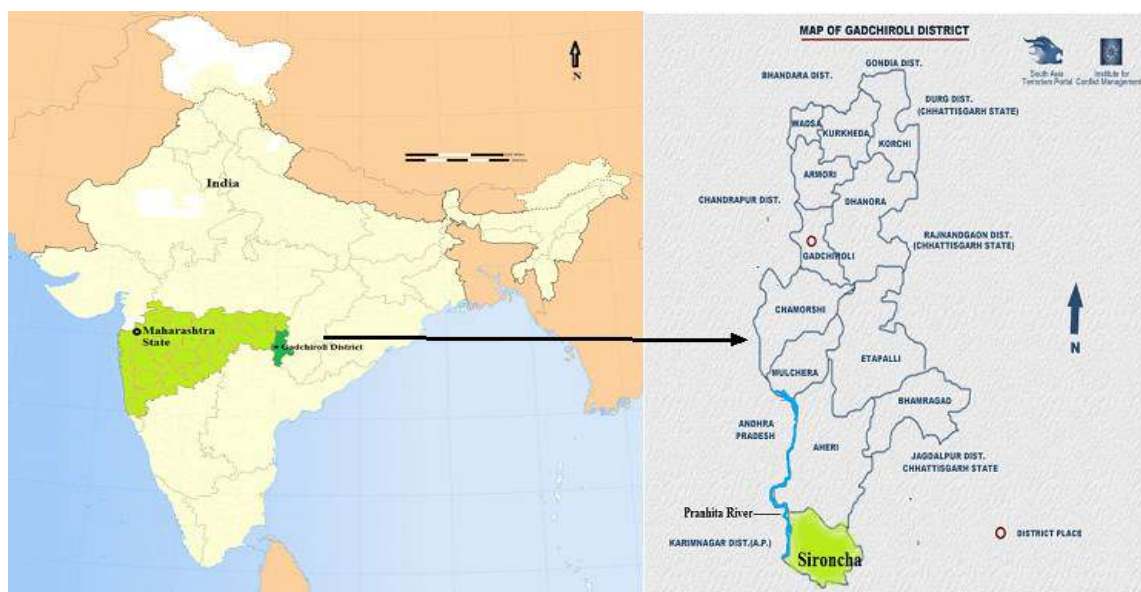 N
India
Maharashtra
State
Gadchiroli District
MAP OF GADCHIROLI DISTRICT
South Asia
Terrorism Portal
Institute for
Conflict Management
GONDIA DIST.
BHANDARA DIST.
DURG DIST.
(CHHATTISGARH STATE)
WADSA
KURKHEDA
KORCHI
ARMORI
CHANDRAPUR DIST.
DHANORA
RAJNANDGAON DIST.
(CHHATTISGARH STATE)
GADCHIROLI
CHAMORSHI
N
ETAPALLI
MULCHERA
BHAMRAGAD
ANDHRA
PRADESH
AHERI
JAGDALPUR DIST.
CHHATTISGARH STATE
Pranhita River
KARIMNAGAR DIST.(A.P.)
DISTRICT PLACE
Sironcha